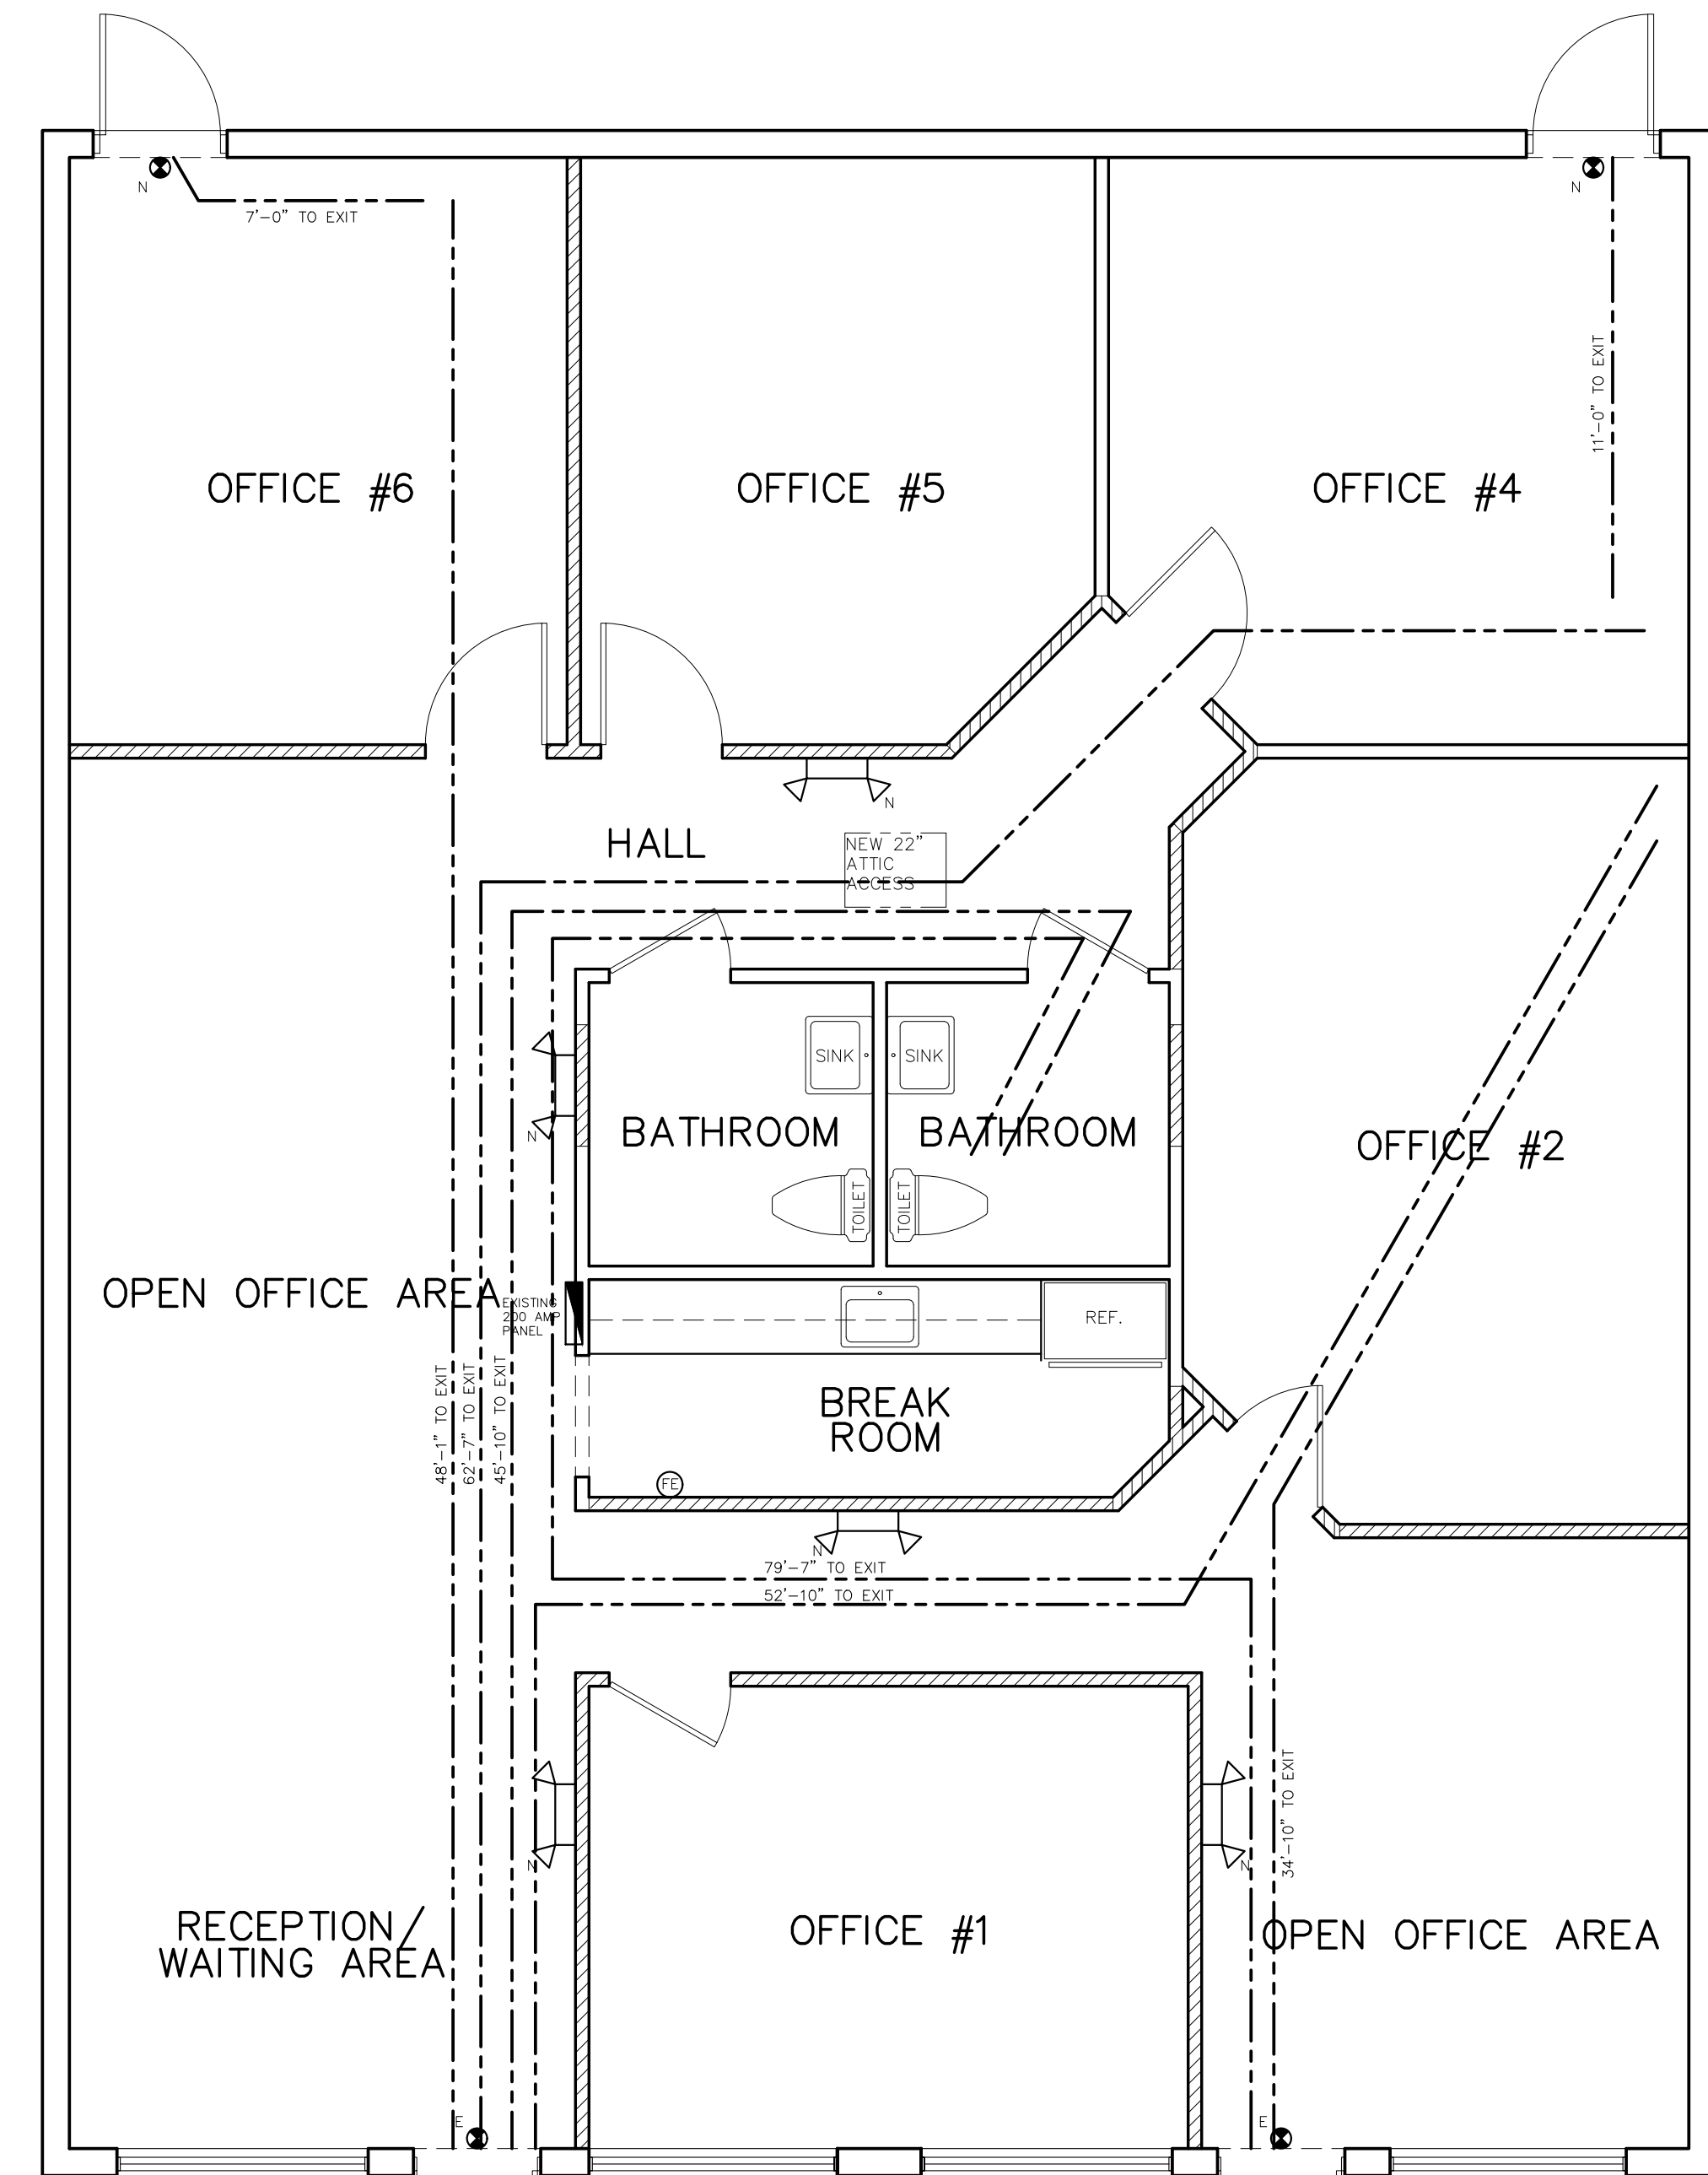 N
7'-0" TO EXIT
N
11'-0" TO EXIT
OFFICE #6
OFFICE #5
OFFICE #4
N
HALL
NEW 22"
ATTIC
ACCESS
SINK
SINK
N
BATHROOM
BATHROOM
OFFICE #2
TOILET
TOILET
OPEN OFFICE AREA
EXISTING
200 AMP
PANEL
REF.
48'-1" TO EXIT
62'-7" TO EXIT
45'-10" TO EXIT
BREAK
ROOM
FE
N
79'-7" TO EXIT
52'-10" TO EXIT
34'-10" TO EXIT
N
N
RECEPTION/
WAITING AREA
OFFICE #1
OPEN OFFICE AREA
E
E